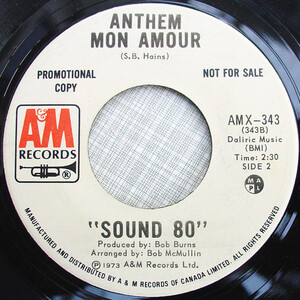 ANTHEM
MON AMOUR
(S.B. Hains)
PROMOTIONAL
COPY
NOT FOR SALE
AMX-343
(343B)
Daliric Music
(BMI)
Time: 2:30
SIDE 2
A&M
RECORDS
®
M A
P L
"SOUND 80"
Produced by: Bob Burns
Arranged by: Bob McMullin
Ⓟ 1973 A&M Records Ltd.
MANUFACTURED AND DISTRIBUTED BY A & M RECORDS OF CANADA LIMITED. ALL RIGHTS RESERVED.